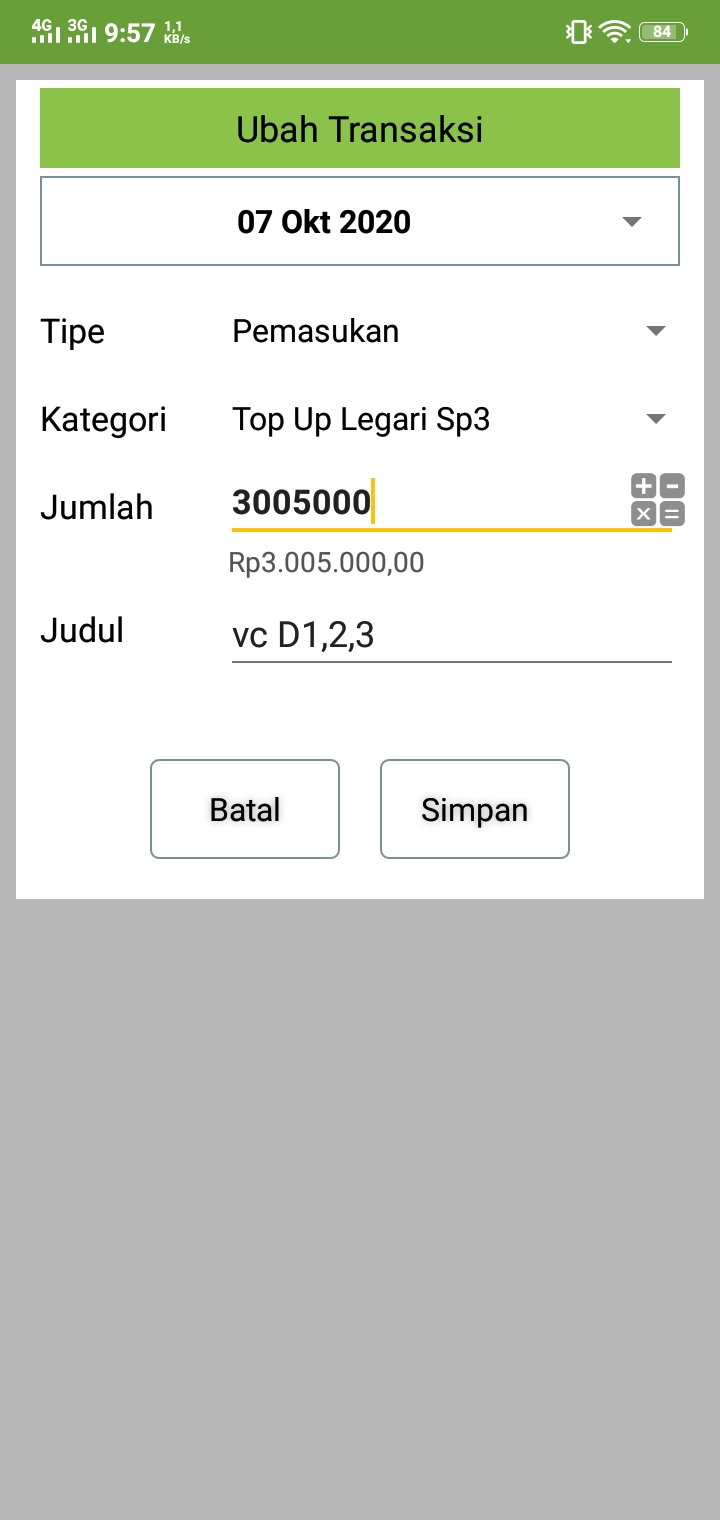 4G 3G 9:57 1,1 KB/s 84
Ubah Transaksi
07 Okt 2020
Tipe Pemasukan
Kategori Top Up Legari Sp3
Jumlah 3005000
Rp3.005.000,00
Judul vc D1,2,3
Batal Simpan